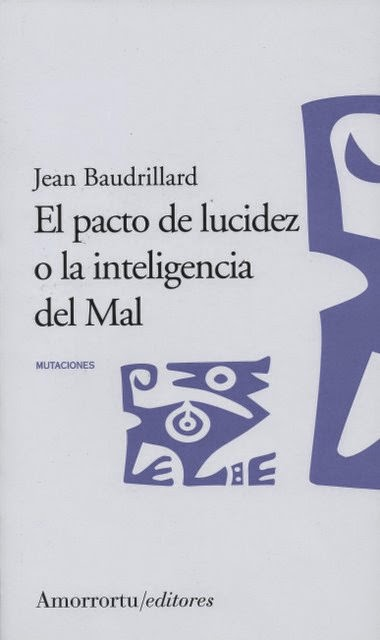 Jean Baudrillard
El pacto de lucidez
o la inteligencia
del Mal
MUTACIONES
Amorrortu/editores